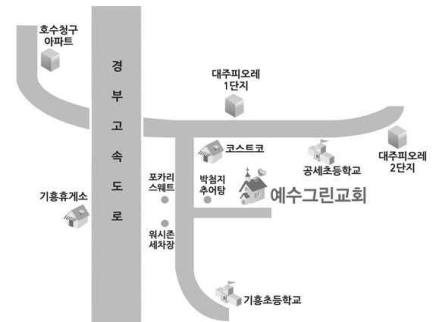 호수청구
아파트
경부고속도로
대주피오레
1단지
코스트코
공세초등학교
대주피오레
2단지
포카리
스웨트
박첨지
추어탕
예수그린교회
기흥휴게소
워시존
세차장
기흥초등학교